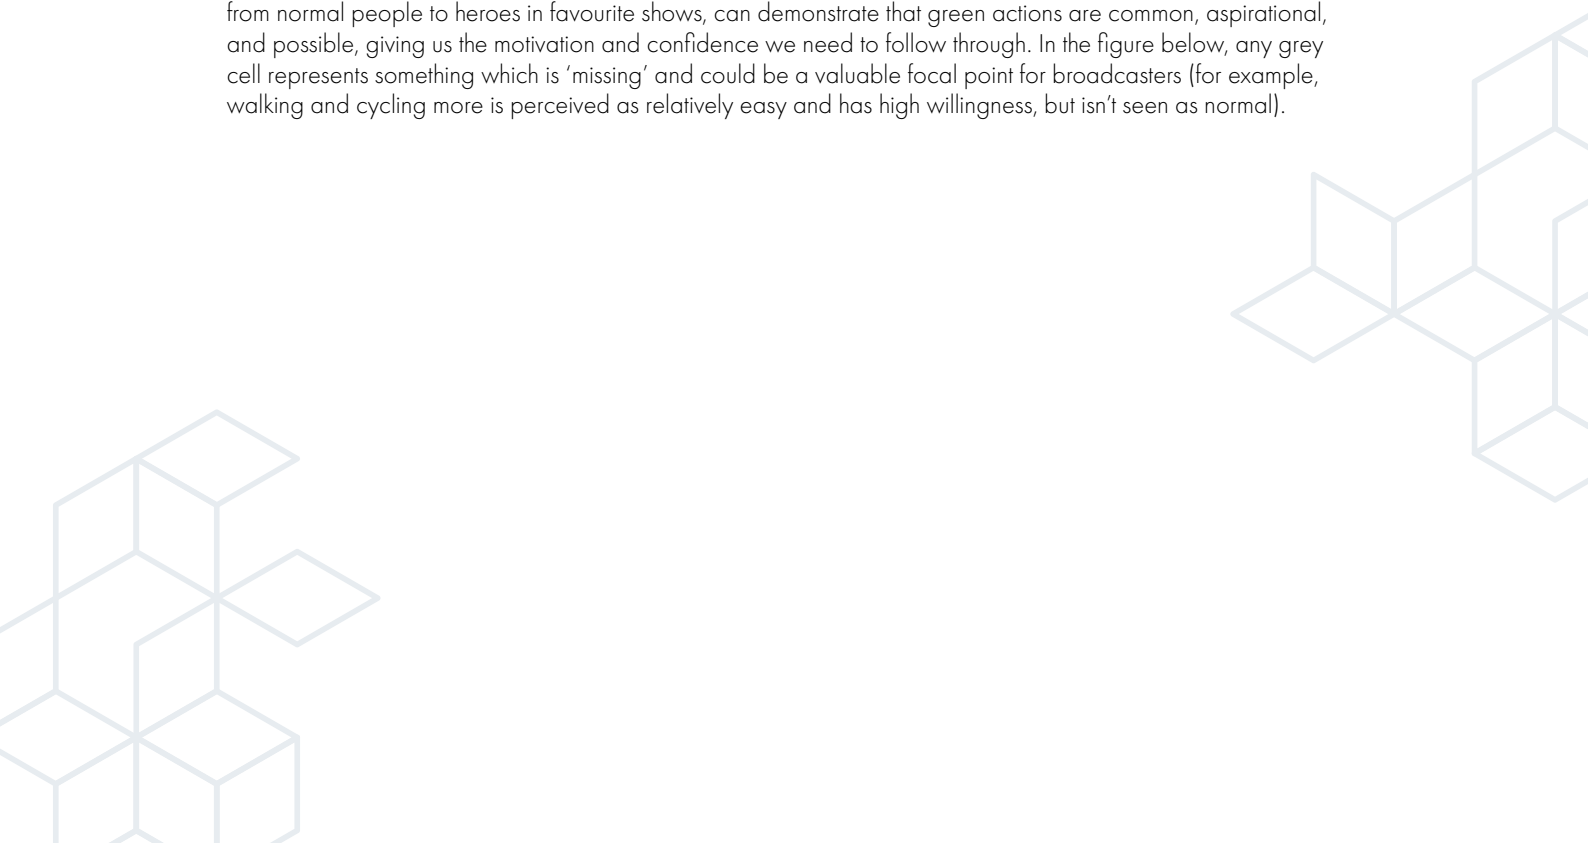 from normal people to heroes in favourite shows, can demonstrate that green actions are common, aspirational,
and possible, giving us the motivation and confidence we need to follow through. In the figure below, any grey
cell represents something which is ‘missing’ and could be a valuable focal point for broadcasters (for example,
walking and cycling more is perceived as relatively easy and has high willingness, but isn’t seen as normal).